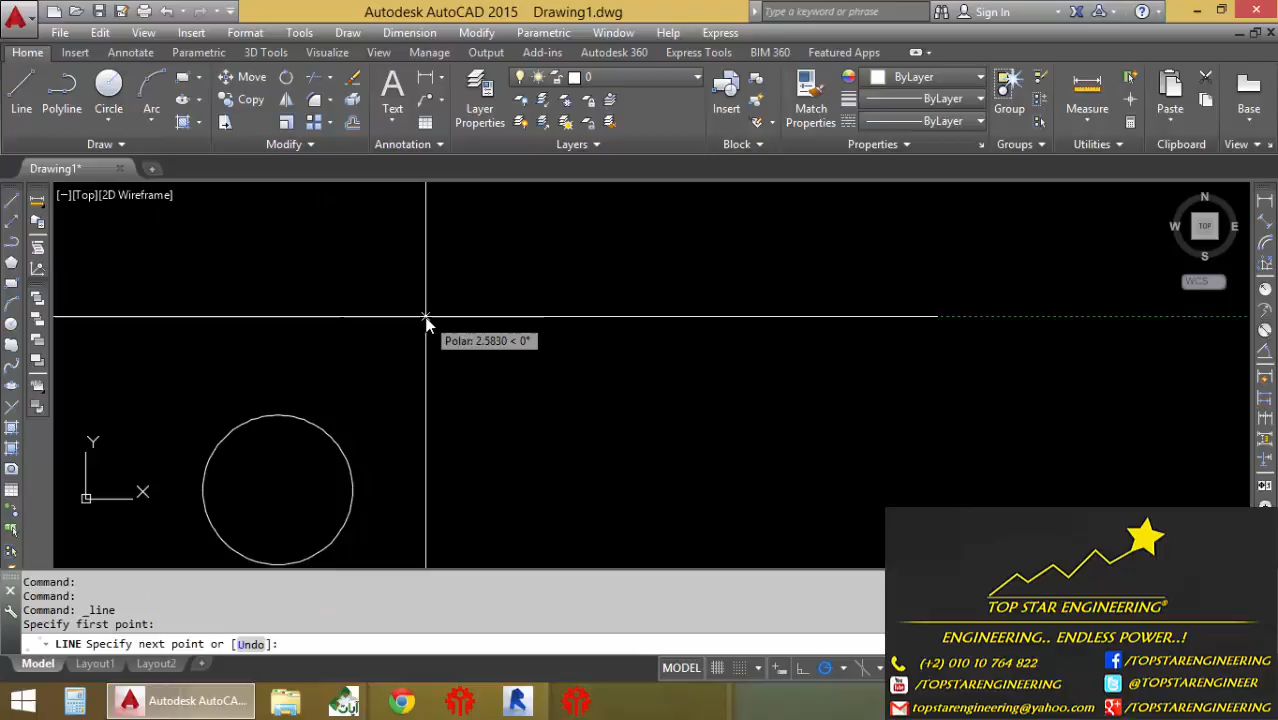 Autodesk AutoCAD 2015 Drawing1.dwg
Type a keyword or phrase
Sign In
File Edit View Insert Format Tools Draw Dimension Modify Parametric Window Help Express
Home Insert Annotate Parametric 3D Tools Visualize View Manage Output Add-ins Autodesk 360 Express Tools BIM 360 Featured Apps
Move
0
ByLayer
Copy
ByLayer
Line Polyline Circle Arc Text Layer Properties Insert Match Properties Group Measure Paste Base
ByLayer
Draw Modify Annotation Layers Block Properties Groups Utilities Clipboard View
Drawing1*
[−][Top][2D Wireframe]
N
W TOP E
S
WCS
Polar: 2.5830 < 0°
Y
X
Command:
Command:
Command: _line
Specify first point:
LINE Specify next point or [Undo]:
Model Layout1 Layout2
MODEL
Autodesk AutoCA...
TOP STAR ENGINEERING®
ENGINEERING.. ENDLESS POWER..!
(+2) 010 10 764 822
/TOPSTARENGINEERING
/TOPSTARENGINEERING
@TOPSTARENGINEER
topstarengineering@yahoo.com
/TOPSTARENGINEERING